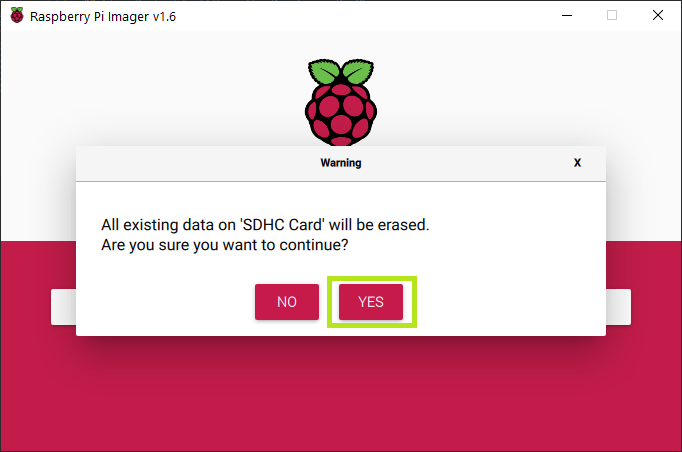 Raspberry Pi Imager v1.6
Warning
X
All existing data on 'SDHC Card' will be erased.
Are you sure you want to continue?
NO
YES